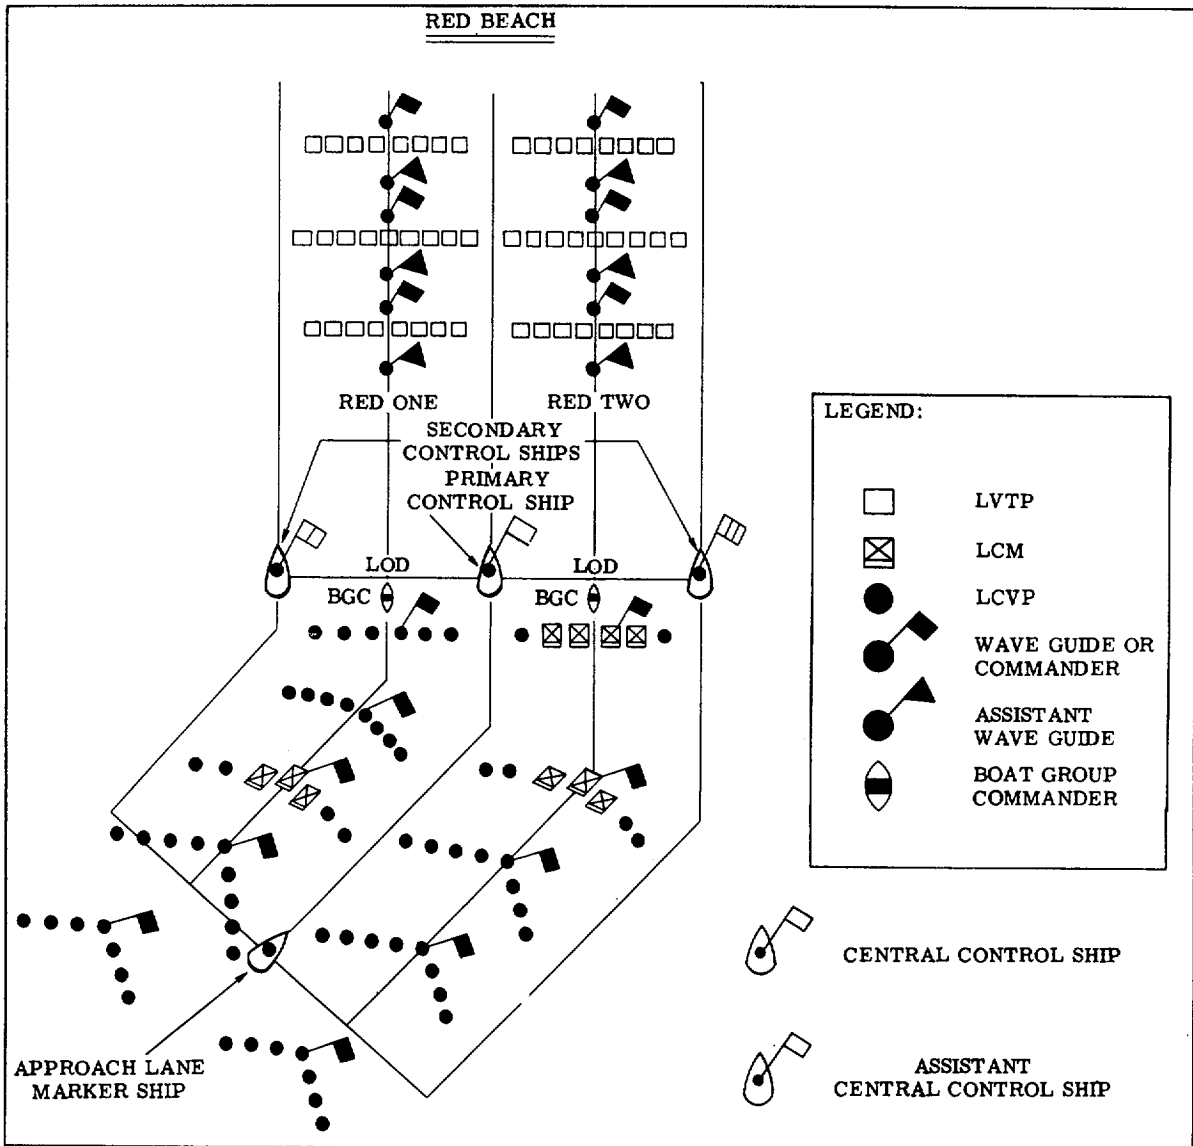 RED BEACH
RED ONE
RED TWO
SECONDARY
CONTROL SHIPS
PRIMARY
CONTROL SHIP
LOD
LOD
BGC
BGC
APPROACH LANE
MARKER SHIP
LEGEND:
LVTP
LCM
LCVP
WAVE GUIDE OR
COMMANDER
ASSISTANT
WAVE GUIDE
BOAT GROUP
COMMANDER
CENTRAL CONTROL SHIP
ASSISTANT
CENTRAL CONTROL SHIP